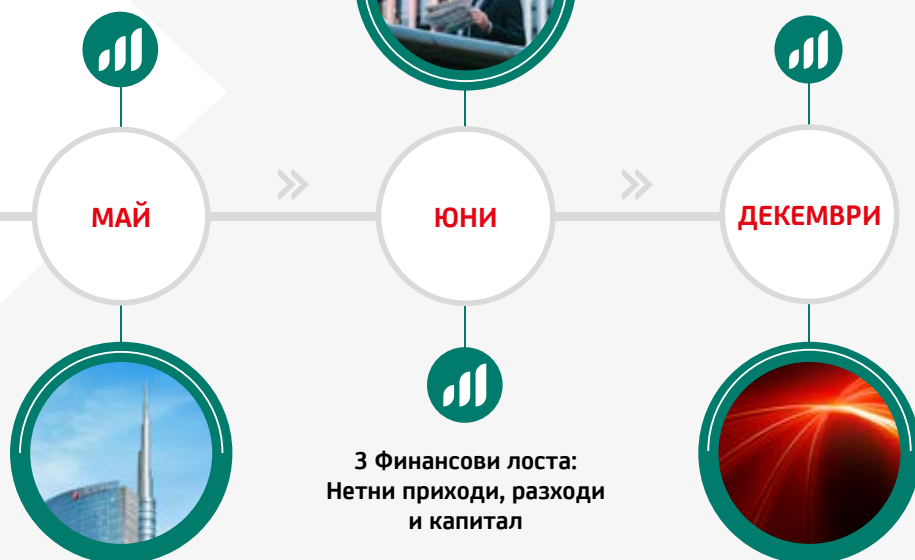 МАЙ
ЮНИ
ДЕКЕМВРИ
3 Финансови лоста:
Нетни приходи, разходи
и капитал